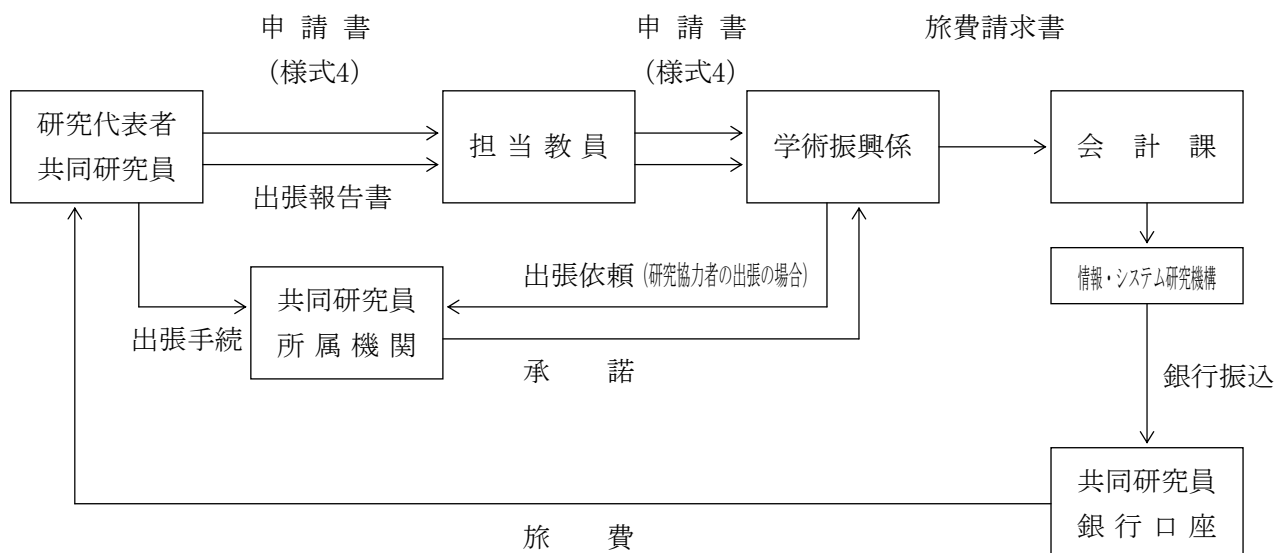 申請書
（様式4）
申請書
（様式4）
旅費請求書
研究代表者
共同研究員
担当教員
学術振興係
会計課
出張報告書
出張依頼（研究協力者の出張の場合）
情報・システム研究機構
共同研究員
所属機関
出張手続
承諾
銀行振込
共同研究員
銀行口座
旅費